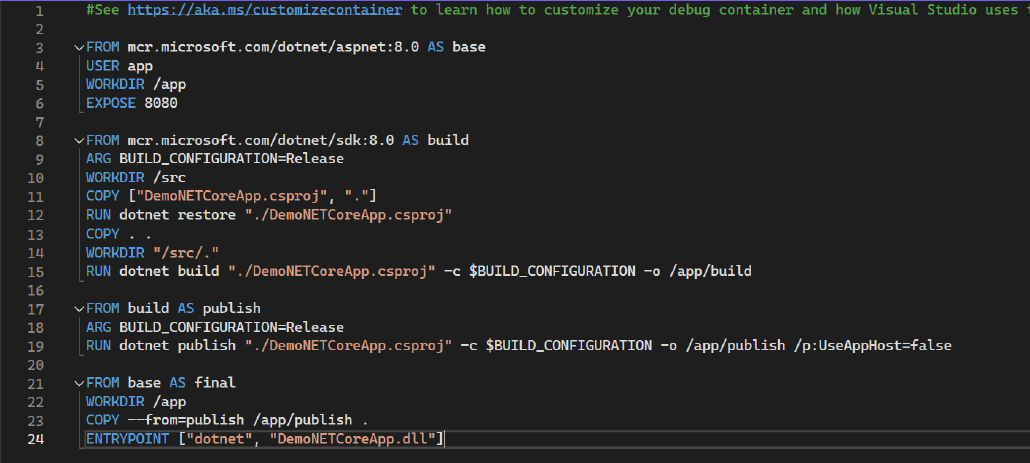 1 #See https://aka.ms/customizecontainer to learn how to customize your debug container and how Visual Studio uses
2
3 FROM mcr.microsoft.com/dotnet/aspnet:8.0 AS base
4 USER app
5 WORKDIR /app
6 EXPOSE 8080
7
8 FROM mcr.microsoft.com/dotnet/sdk:8.0 AS build
9 ARG BUILD_CONFIGURATION=Release
10 WORKDIR /src
11 COPY ["DemoNETCoreApp.csproj", "."]
12 RUN dotnet restore "./DemoNETCoreApp.csproj"
13 COPY . .
14 WORKDIR "/src/."
15 RUN dotnet build "./DemoNETCoreApp.csproj" -c $BUILD_CONFIGURATION -o /app/build
16
17 FROM build AS publish
18 ARG BUILD_CONFIGURATION=Release
19 RUN dotnet publish "./DemoNETCoreApp.csproj" -c $BUILD_CONFIGURATION -o /app/publish /p:UseAppHost=false
20
21 FROM base AS final
22 WORKDIR /app
23 COPY --from=publish /app/publish .
24 ENTRYPOINT ["dotnet", "DemoNETCoreApp.dll"]